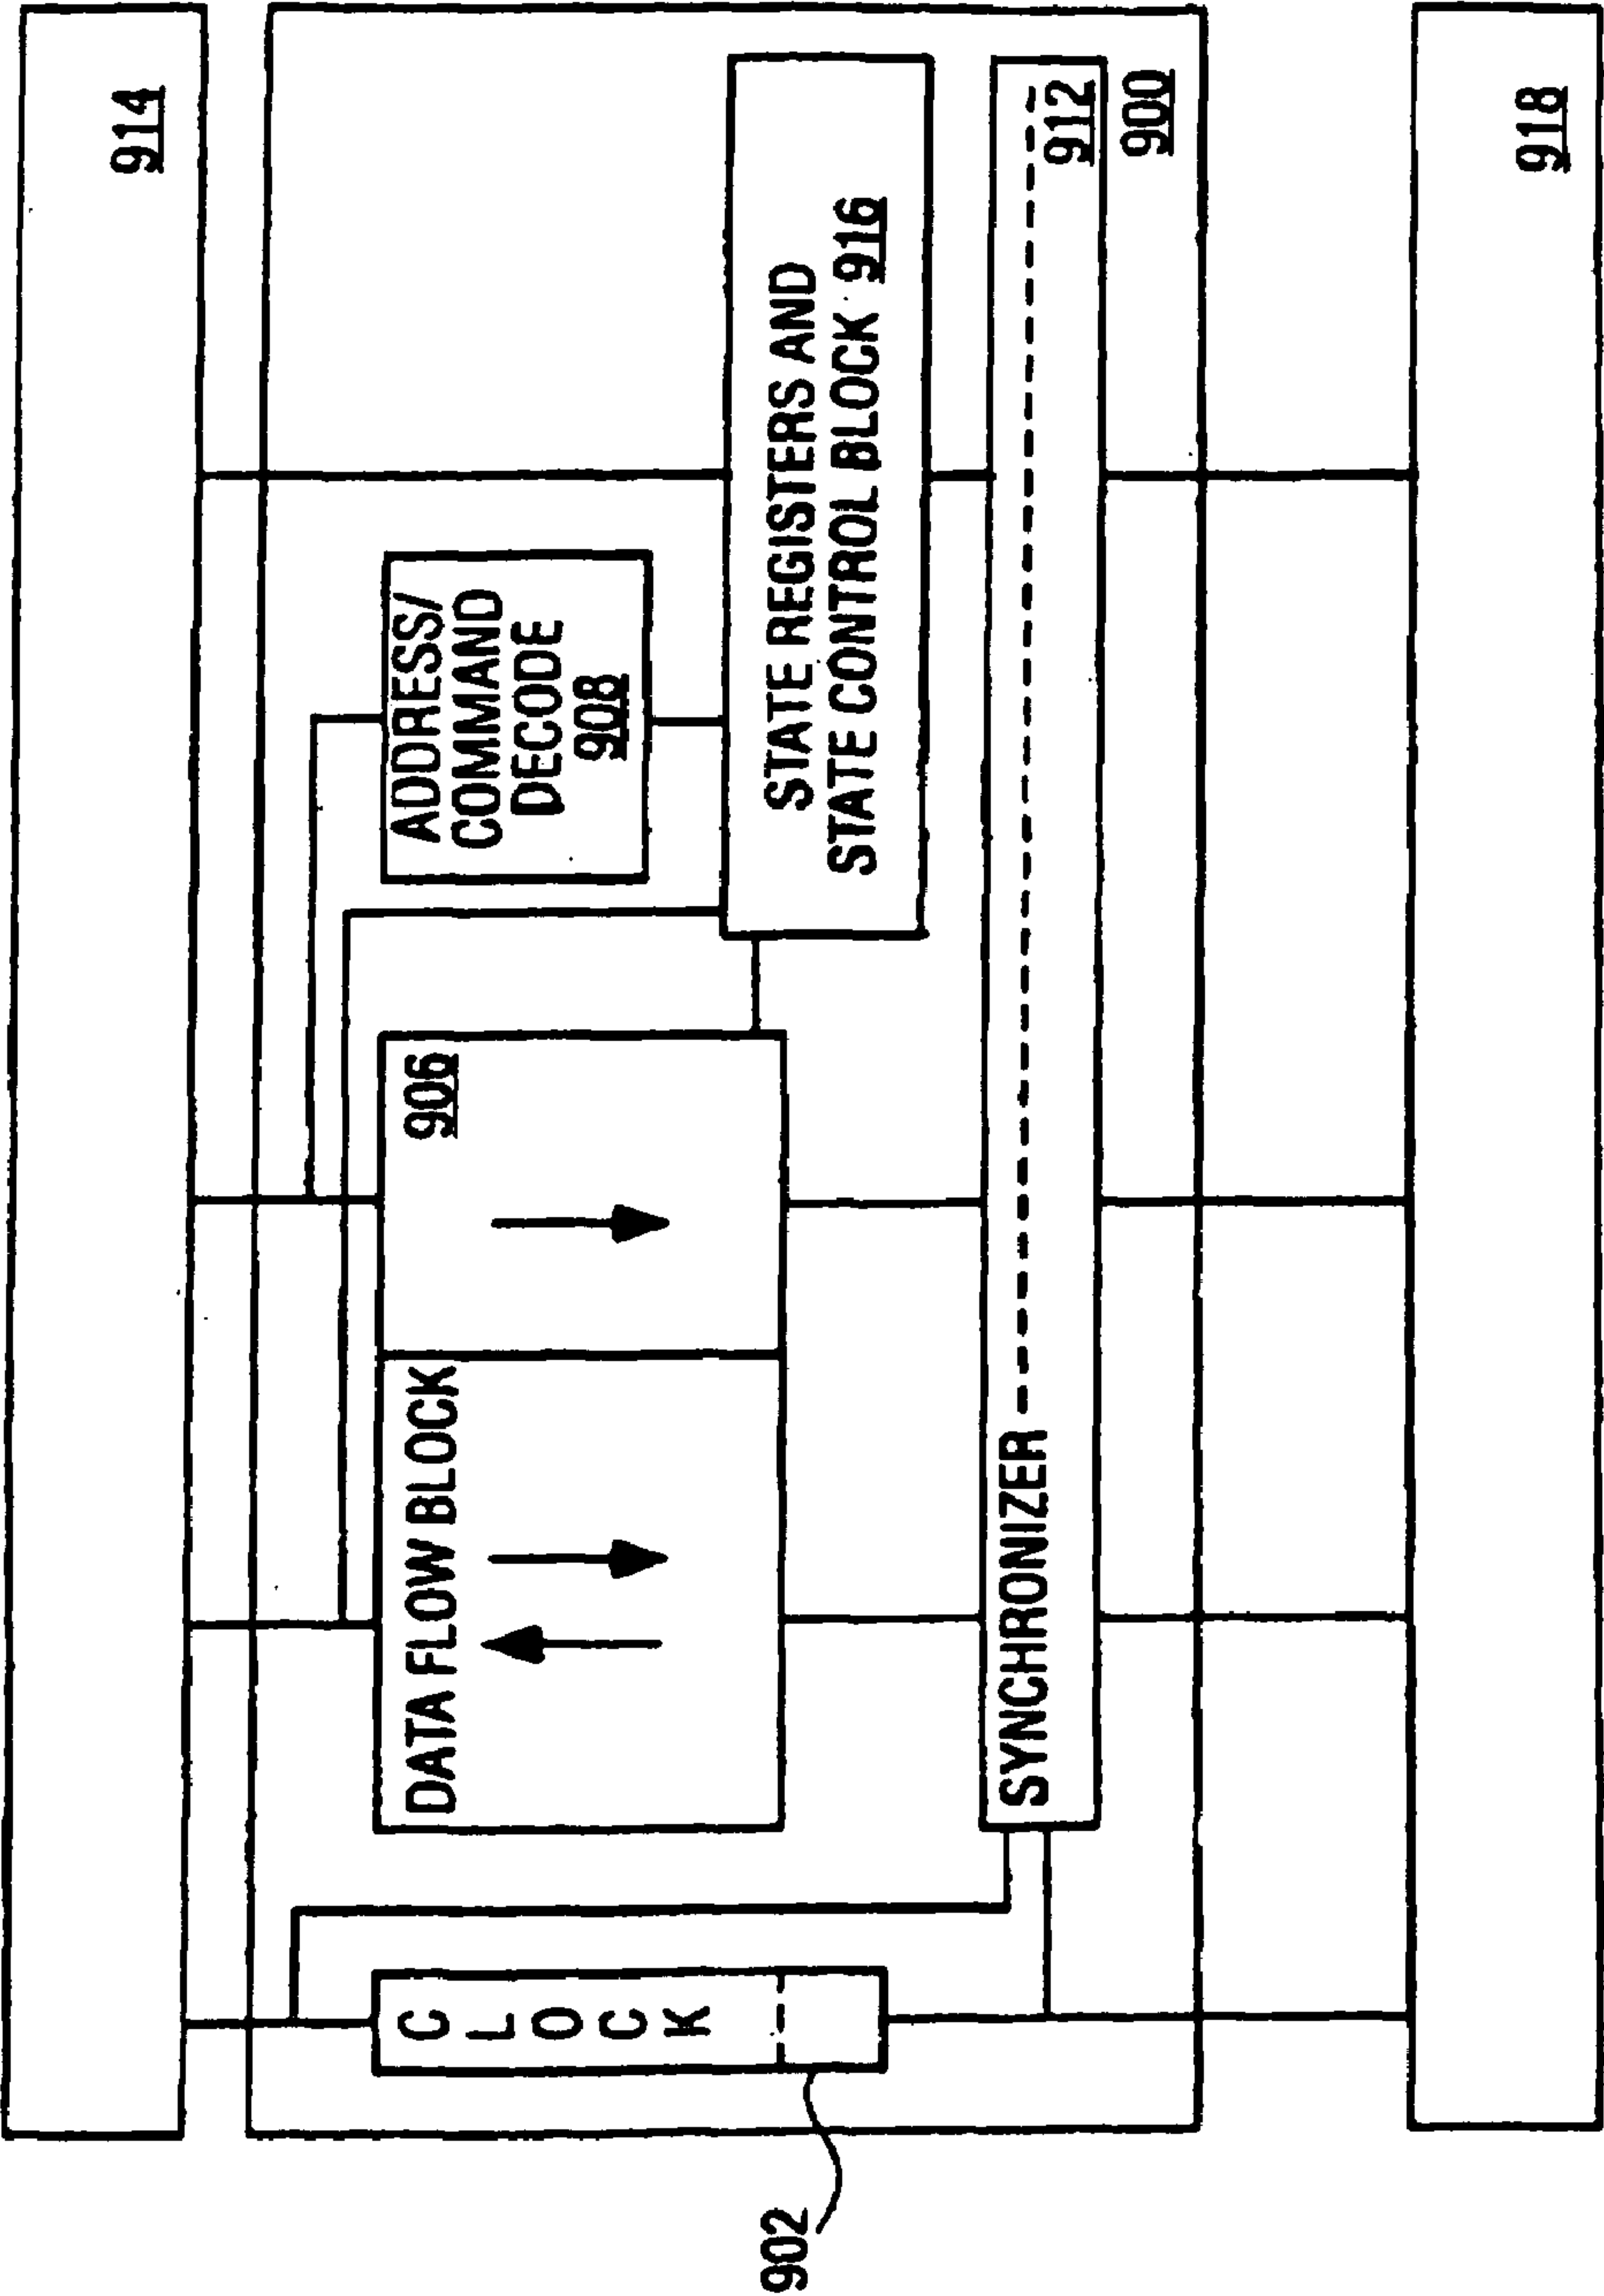 914
CLOCK
902
DATA FLOW BLOCK
906
ADDRESS/
COMMAND
DECODE
908
STATE REGISTERS AND
STATE CONTROL BLOCK 916
SYNCHRONIZER
912
900
918